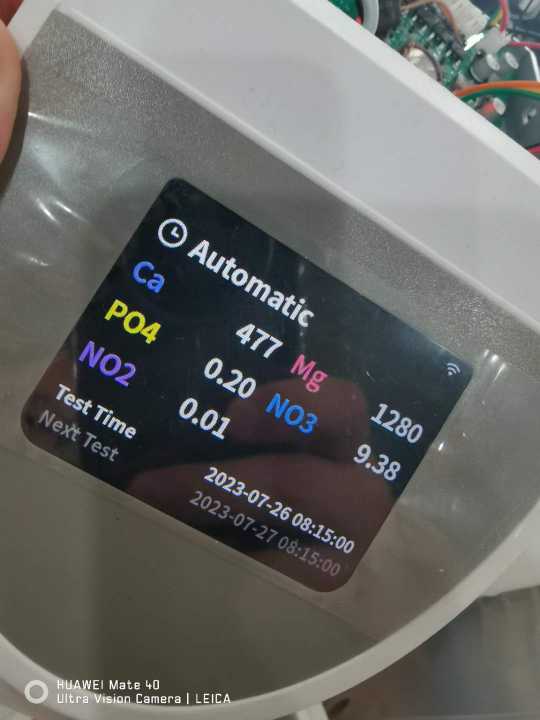 Automatic
Ca 477 Mg 1280
PO4 0.20 NO3 9.38
NO2 0.01
Test Time 2023-07-26 08:15:00
Next Test 2023-07-27 08:15:00
HUAWEI Mate 40
Ultra Vision Camera | LEICA